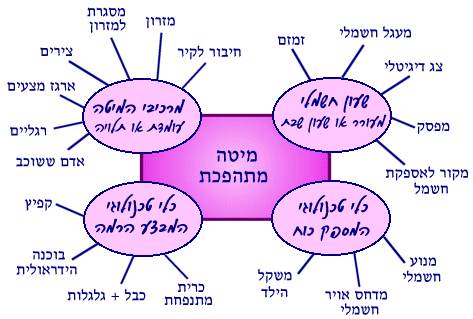 מסגרת
למזרון
מזרון
צירים
חיבור לקיר
ארגז מצעים
רגליים
אדם ששוכב
מרכיבי המיטה
עומדת או תלויה
זמזם
מעגל חשמלי
צג דיגיטלי
מפסק
מקור לאספקת
חשמל
שעון חשמלי
מעורר או שעון שבת
מיטה
מתהפכת
כלי טכנולוגי
המבצע הרמה
קפיץ
בוכנה
הידראולית
כבל + גלגלות
כרית
מתנפחת
כלי טכנולוגי
המספק כוח
משקל
הילד
מדחס אויר
חשמלי
מנוע
חשמלי